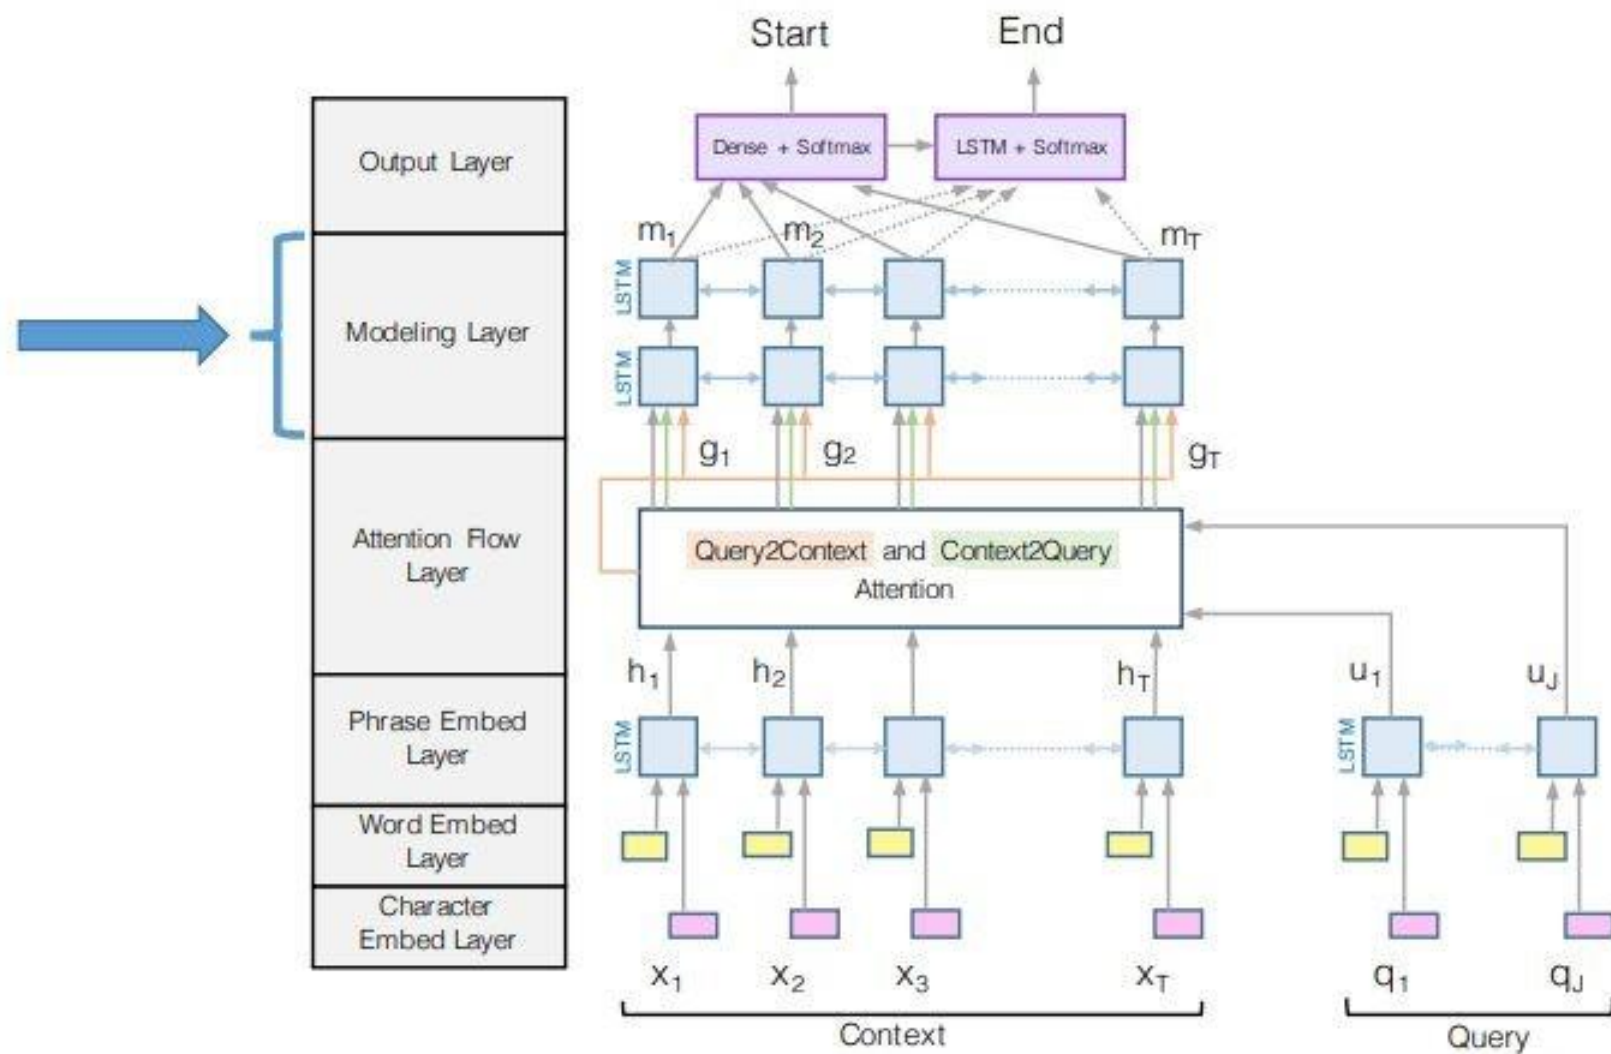 Start End
Output Layer
Dense + Softmax LSTM + Softmax
m1 m2 mT
LSTM
Modeling Layer
LSTM
g1 g2 gT
Attention Flow
Layer
Query2Context and Context2Query
Attention
h1 h2 hT u1 uJ
Phrase Embed
Layer
LSTM LSTM
Word Embed
Layer
Character
Embed Layer
x1 x2 x3 xT q1 qJ
Context Query